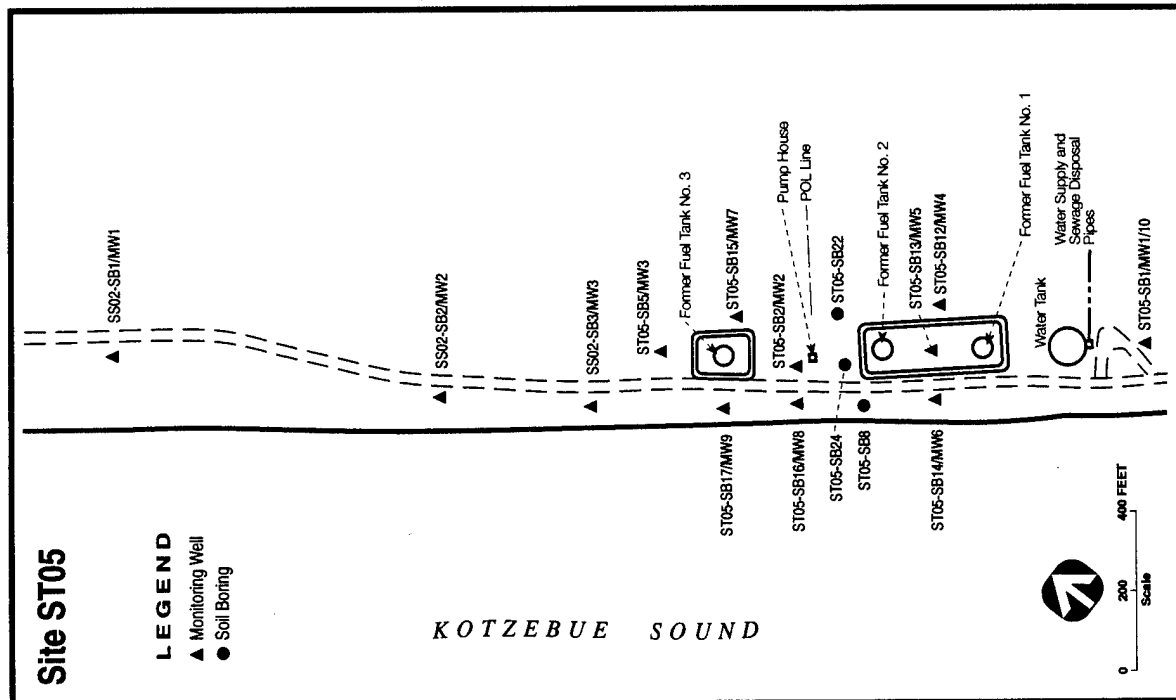 Site ST05
LEGEND
Monitoring Well
Soil Boring
SS02-SB1/MW1
SS02-SB2/MW2
SS02-SB3/MW3
ST05-SB5/MW3
Former Fuel Tank No. 3
ST05-SB15/MW7
ST05-SB17/MW9
ST05-SB2/MW2
Pump House
POL Line
ST05-SB16/MW8
ST05-SB22
ST05-SB24
ST05-SB8
Former Fuel Tank No. 2
ST05-SB13/MW5
ST05-SB12/MW4
ST05-SB14/MW6
Former Fuel Tank No. 1
Water Tank
Water Supply and
Sewage Disposal
Pipes
ST05-SB1/MW1/10
KOTZEBUE SOUND
0 200 400 FEET
Scale